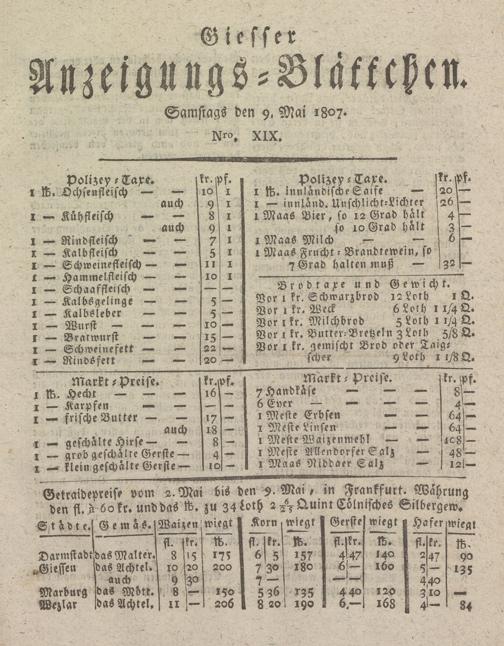 Giesser
Anzeigungs-Blättchen.
Samstags den 9. Mai 1807.
Nro. XIX.
Polizey-Taxe. kr. pf.
1 ℔. Ochsenfleisch — — 10 1
auch 9 1
1 — Kühfleisch — — 8 1
auch 9 1
1 — Rindfleisch — — 7 1
1 — Kalbfleisch — — 5 1
1 — Schweinefleisch — 11 1
1 — Hammelfleisch — 10 1
1 — Schaaffleisch — — —
1 — Kalbsgelinge — 5 —
1 — Kalbsleber — 5 —
1 — Wurst — — 10 —
1 — Bratwurst — 15 —
1 — Schweinefett — 22 —
1 — Rindsfett — 20 —
Polizey-Taxe. kr. pf.
1 ℔. innländische Saife — 20 —
1 — innländ. Unschlicht-Lichter 26 —
1 Maas Bier, so 12 Grad hält 4 —
so 10 Grad hält 3 —
1 Maas Milch — — 6 —
1 Maas Frucht-Brandtewein, so
7 Grad halten muß — 32 —
Brodtaxe und Gewicht.
Vor 1 kr. Schwarzbrod 12 Loth 1 Q.
Vor 1 kr. Weck 6 Loth 1 1/4 Q.
Vor 1 kr. Milchbrod 5 Loth 1 1/4 Q.
Vor 1 kr. Butter-Bretzeln 3 Loth 5/8 Q.
Vor 1 kr. gemischt Brod oder Taig-
scher 9 Loth 1 1/8 Q.
Markt-Preise. kr. pf.
1 ℔. Hecht — — 16 —
1 — Karpfen — — —
1 — frische Butter — — 17 —
auch 18 —
1 — geschälte Hirse — 8 —
1 — grob geschälte Gerste — 4 —
1 — klein geschälte Gerste — 10 —
Markt-Preise. kr. pf.
7 Handkäse — — 8 —
6 Eyer — — — 4 —
1 Meste Erbsen — — 64 —
1 Meste Linsen — — 64 —
1 Meste Waizenmehl — — 108 —
1 Meste Allendorfer Salz — 48 —
1 Maas Niddaer Salz — 12 —
Getraidepreise vom 2. Mai bis den 9. Mai, in Frankfurt. Währung
den fl. à 60 kr. und das ℔. zu 34 Loth 2 6/25 Quint Cölnisches Silbergew.
Städte. Gemäs. Waizen wiegt Korn wiegt Gerste wiegt Hafer wiegt
fl. kr. ℔. fl. kr. ℔. fl. kr. ℔. fl. kr. ℔.
Darmstadt das Malter. 8 15 175 6 5 157 4 47 140 2 47 90
Giessen das Achtel. 10 20 200 7 30 180 6 — 160 5 — 135
auch 9 30 7 — 4 40
Marburg das Mött. 8 — 150 5 36 135 4 40 120 3 10 —
Wezlar das Achtel. 11 — 206 8 20 190 6 — 168 4 — 84